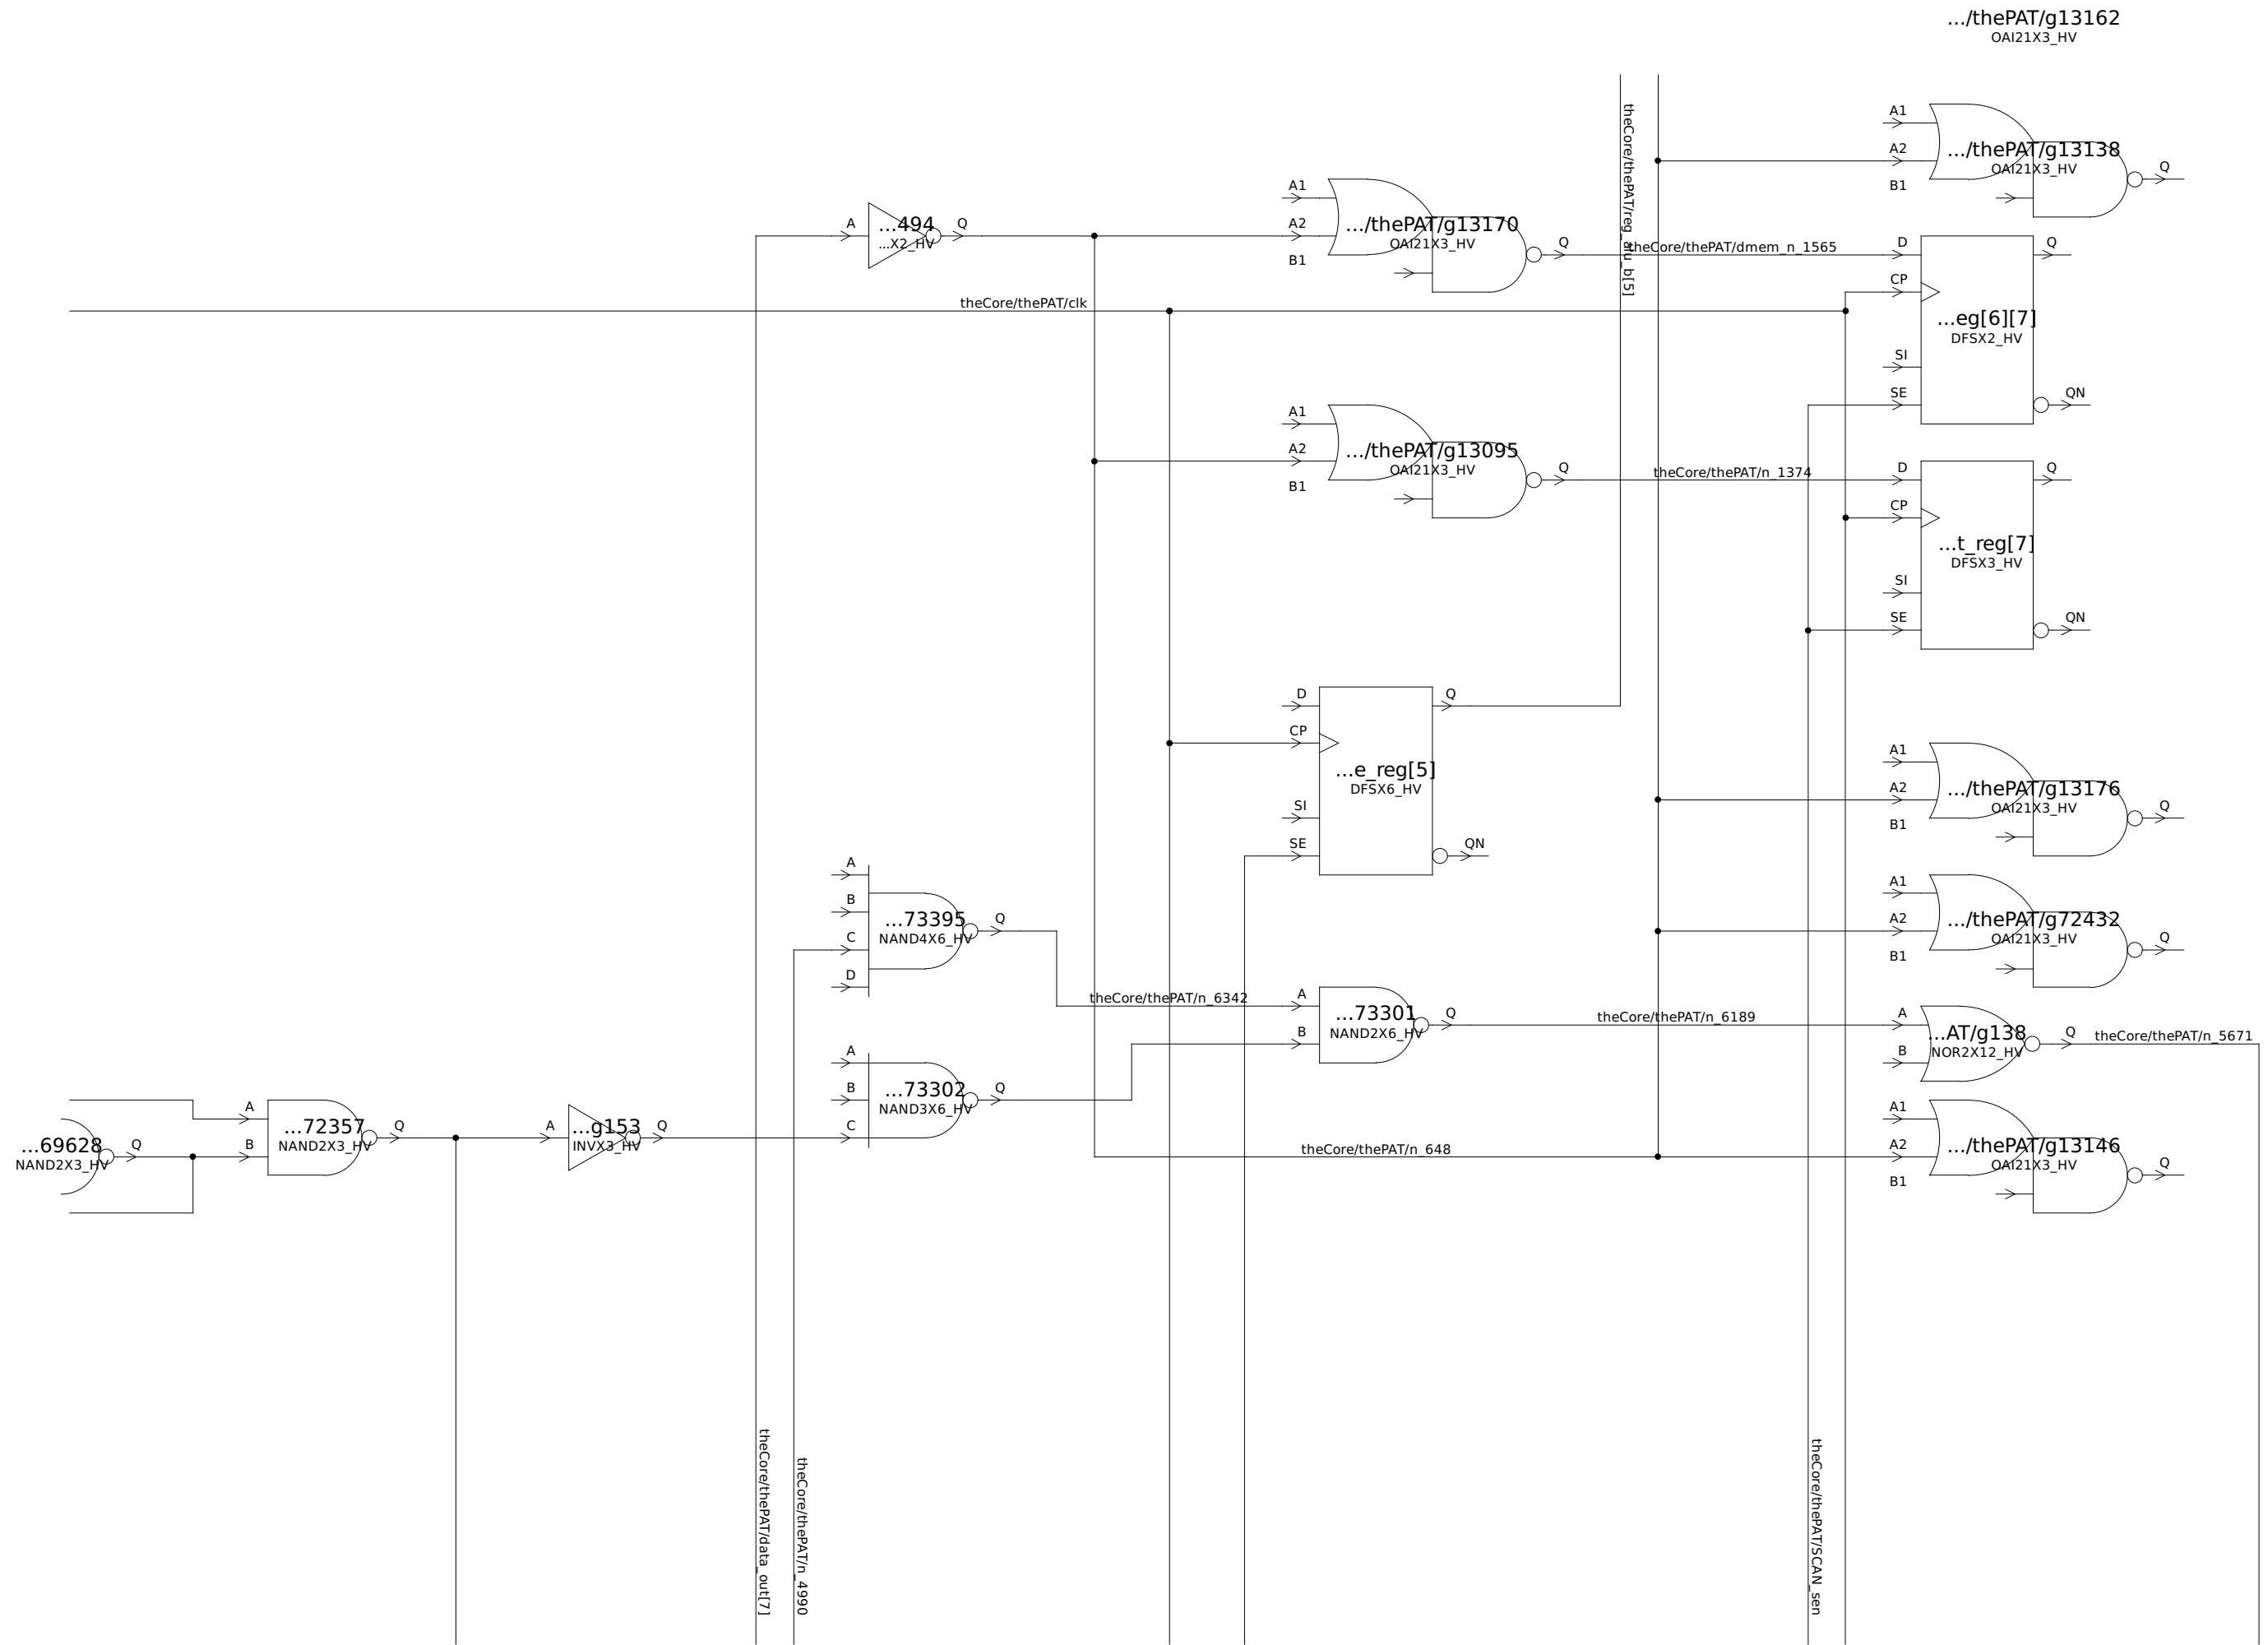 .../thePAT/g13162
OAI21X3_HV
A1
A2
B1
.../thePAT/g13138
OAI21X3_HV
Q
theCore/thePAT/reg_alu_b[5]
A
...494
...X2_HV
Q
A1
A2
B1
.../thePAT/g13170
OAI21X3_HV
Q
theCore/thePAT/dmem_n_1565
D
CP
SI
SE
...eg[6][7]
DFSX2_HV
Q
QN
theCore/thePAT/clk
A1
A2
B1
.../thePAT/g13095
OAI21X3_HV
Q
theCore/thePAT/n_1374
D
CP
SI
SE
...t_reg[7]
DFSX3_HV
Q
QN
D
CP
SI
SE
...e_reg[5]
DFSX6_HV
Q
QN
A1
A2
B1
.../thePAT/g13176
OAI21X3_HV
Q
A
B
C
D
...73395
NAND4X6_HV
Q
A1
A2
B1
.../thePAT/g72432
OAI21X3_HV
Q
theCore/thePAT/n_6342
A
B
...73301
NAND2X6_HV
Q
theCore/thePAT/n_6189
A
B
...AT/g138
NOR2X12_HV
Q
theCore/thePAT/n_5671
A
B
C
...73302
NAND3X6_HV
Q
...69628
NAND2X3_HV
Q
A
B
...72357
NAND2X3_HV
Q
A
...g153
INVX3_HV
Q
theCore/thePAT/n_648
A1
A2
B1
.../thePAT/g13146
OAI21X3_HV
Q
theCore/thePAT/data_out[7]
theCore/thePAT/n_4990
theCore/thePAT/SCAN_sen